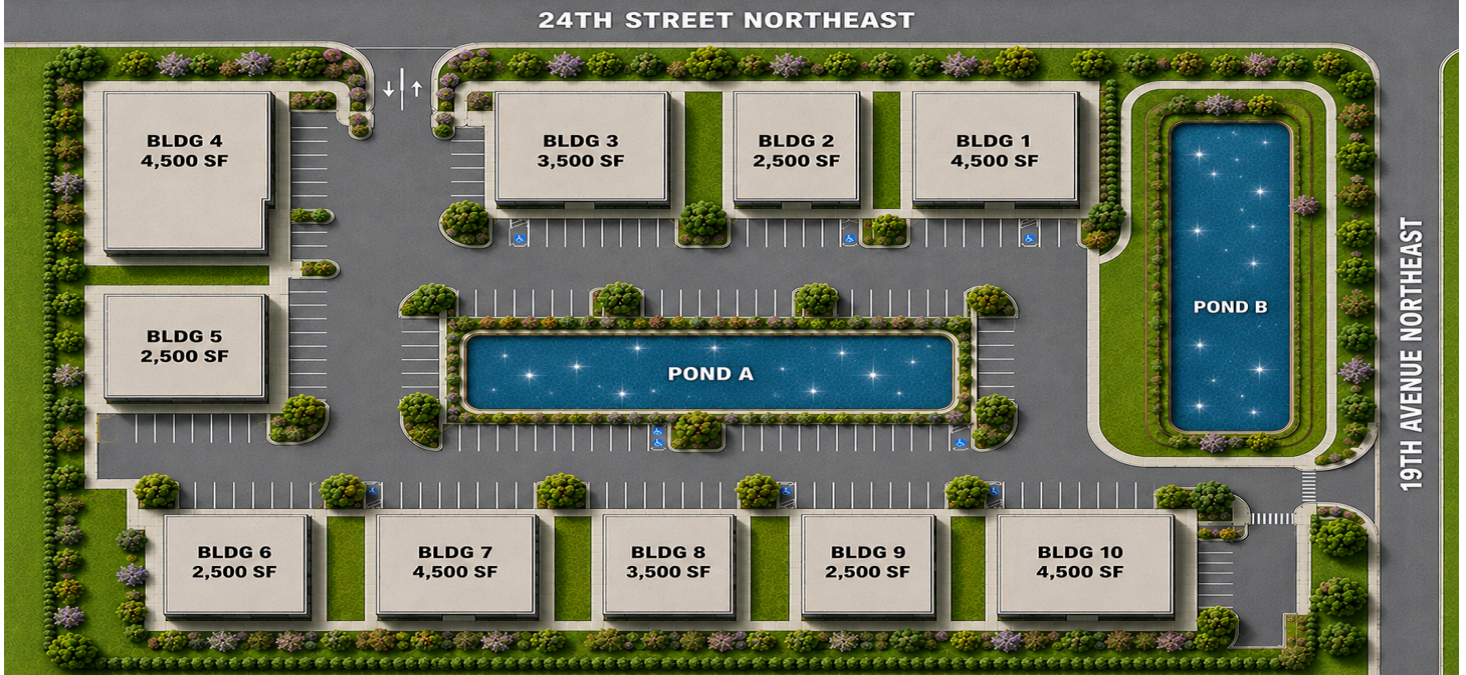 24TH STREET NORTHEAST
BLDG 4
4,500 SF
BLDG 3
3,500 SF
BLDG 2
2,500 SF
BLDG 1
4,500 SF
POND B
19TH AVENUE NORTHEAST
BLDG 5
2,500 SF
POND A
BLDG 6
2,500 SF
BLDG 7
4,500 SF
BLDG 8
3,500 SF
BLDG 9
2,500 SF
BLDG 10
4,500 SF